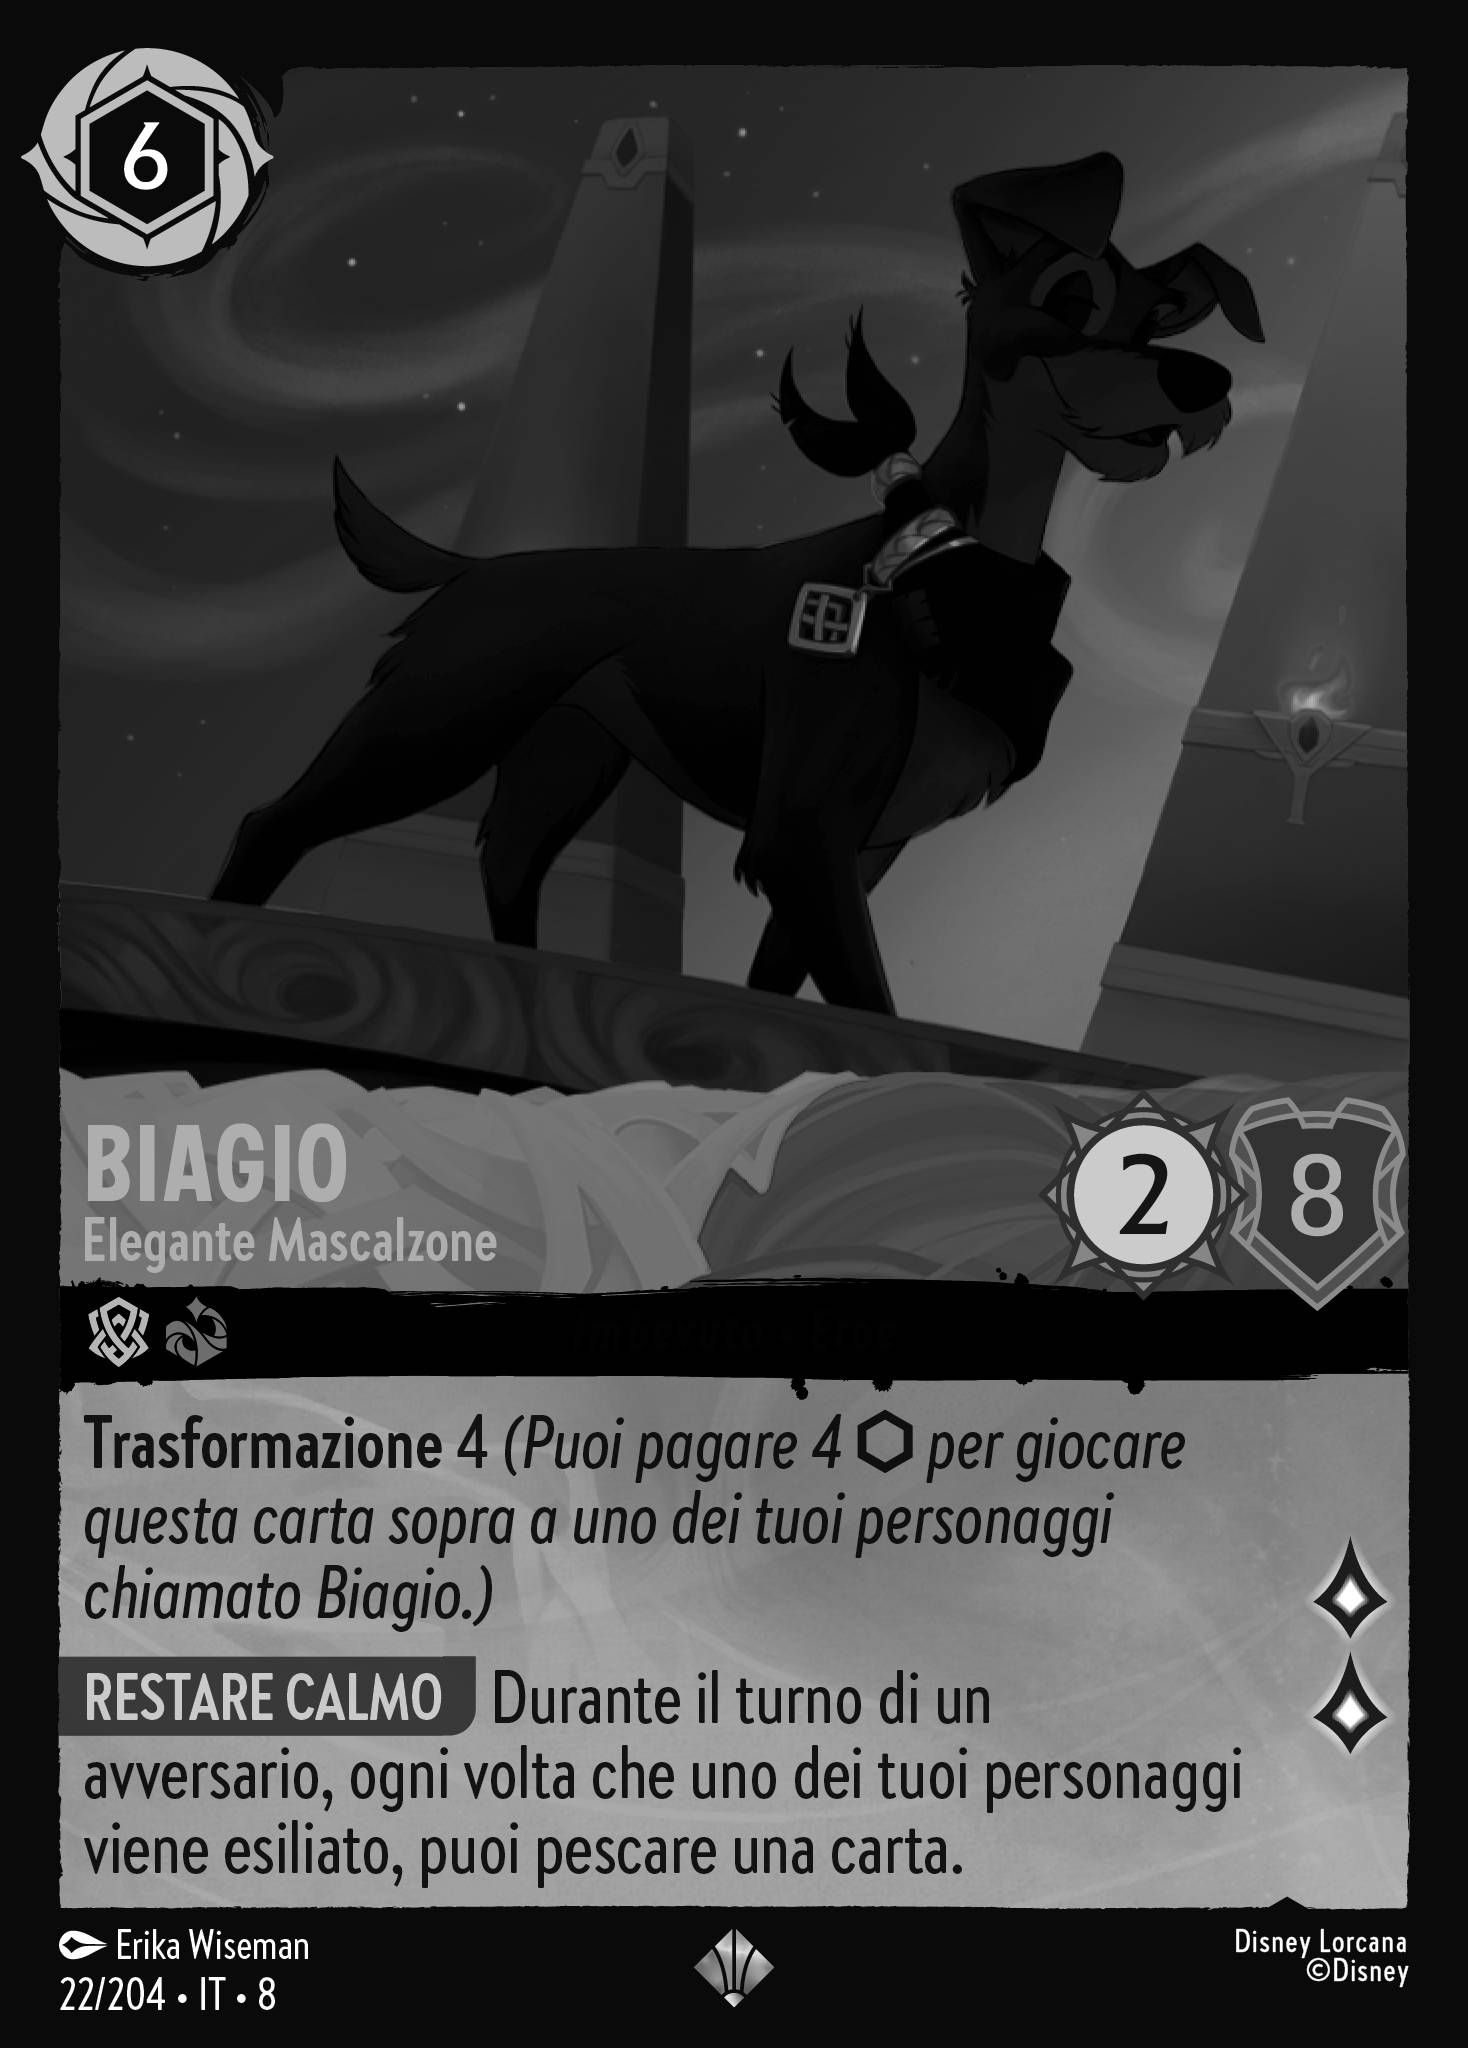 6
BIAGIO
Elegante Mascalzone
2
8
Trasformazione 4 (Puoi pagare 4 ⬡ per giocare
questa carta sopra a uno dei tuoi personaggi
chiamato Biagio.)
RESTARE CALMO Durante il turno di un
avversario, ogni volta che uno dei tuoi personaggi
viene esiliato, puoi pescare una carta.
Erika Wiseman
22/204 • IT • 8
Disney Lorcana
©Disney